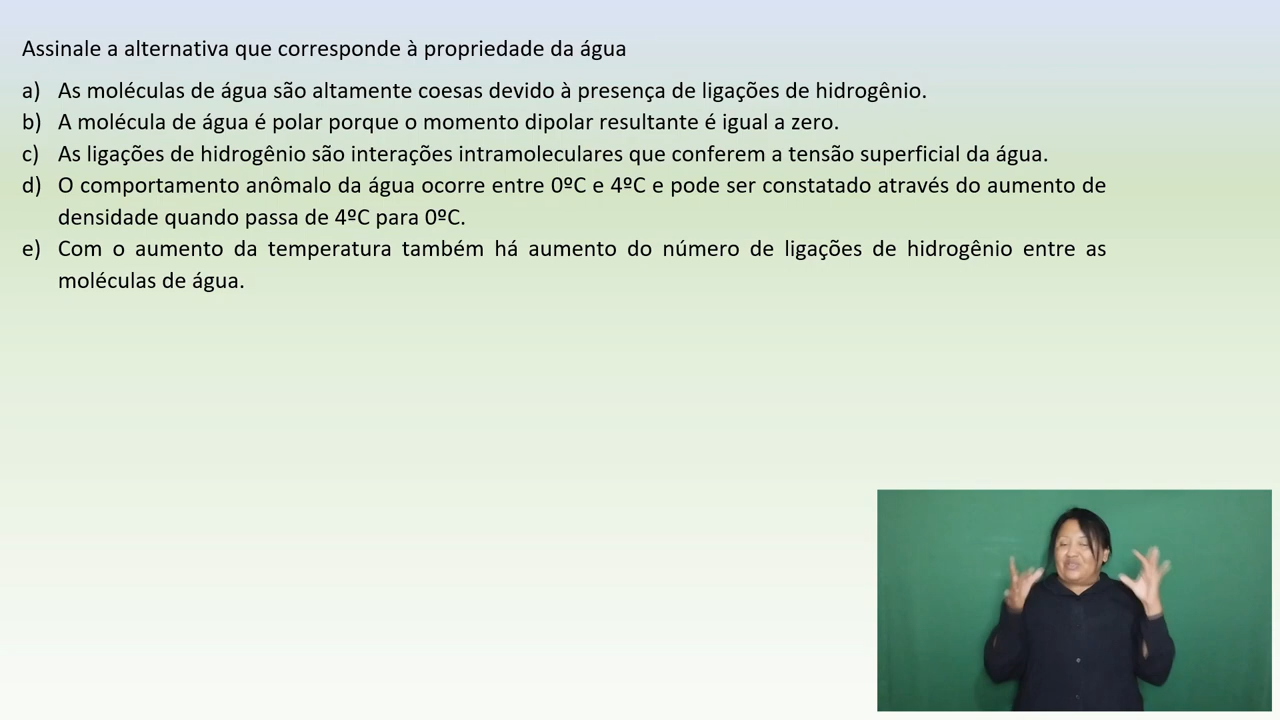 Assinale a alternativa que corresponde à propriedade da água
a) As moléculas de água são altamente coesas devido à presença de ligações de hidrogênio.
b) A molécula de água é polar porque o momento dipolar resultante é igual a zero.
c) As ligações de hidrogênio são interações intramoleculares que conferem a tensão superficial da água.
d) O comportamento anômalo da água ocorre entre 0ºC e 4ºC e pode ser constatado através do aumento de
densidade quando passa de 4ºC para 0ºC.
e) Com o aumento da temperatura também há aumento do número de ligações de hidrogênio entre as
moléculas de água.